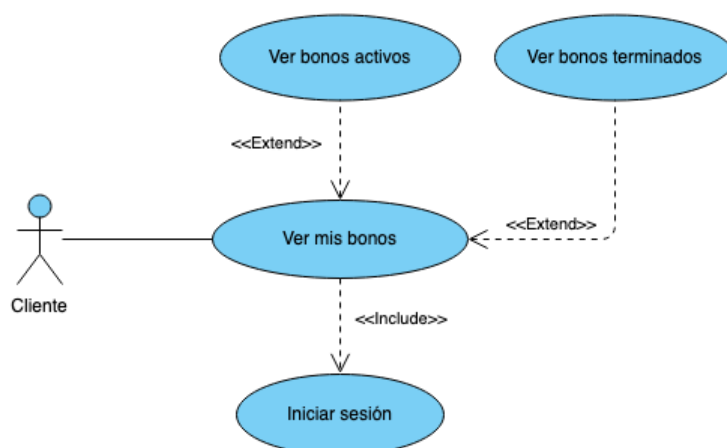 Ver bonos activos
Ver bonos terminados
<<Extend>>
<<Extend>>
Ver mis bonos
Cliente
<<Include>>
Iniciar sesión